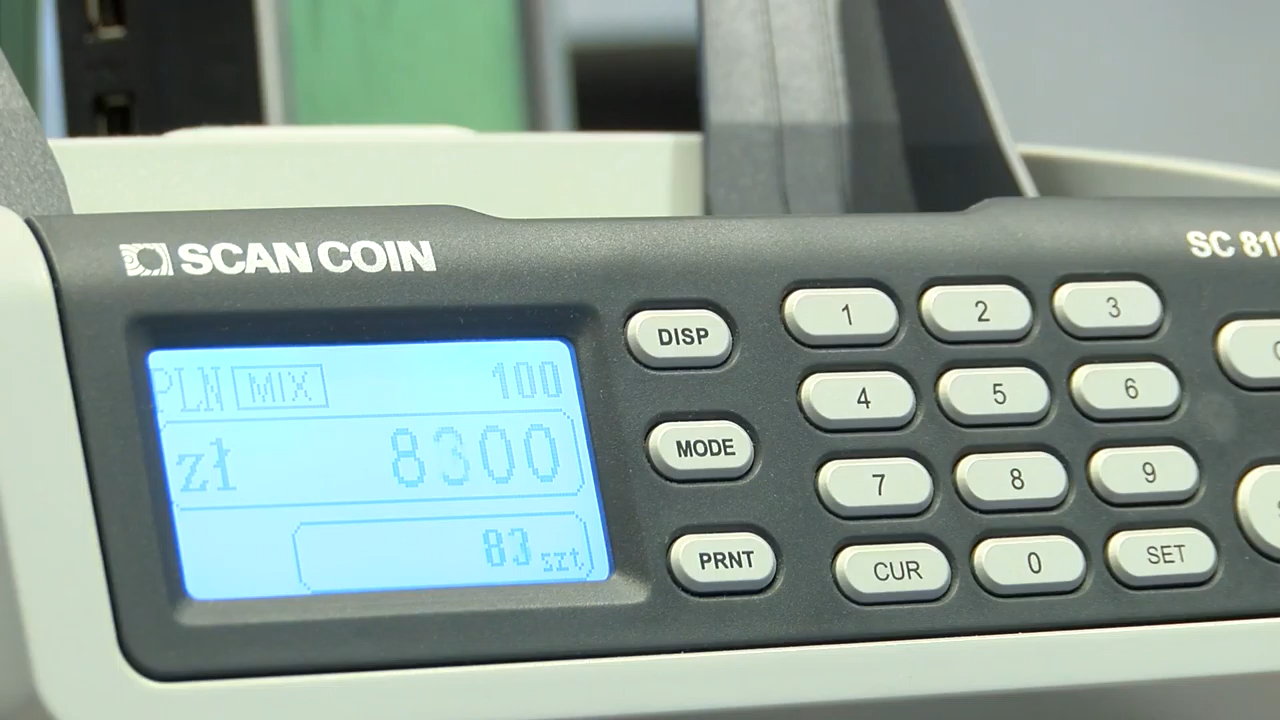 SCAN COIN
SC 810
PLN MIX 100
zł 8300
83 szt
DISP
MODE
PRNT
1 2 3
4 5 6
7 8 9
CUR 0 SET